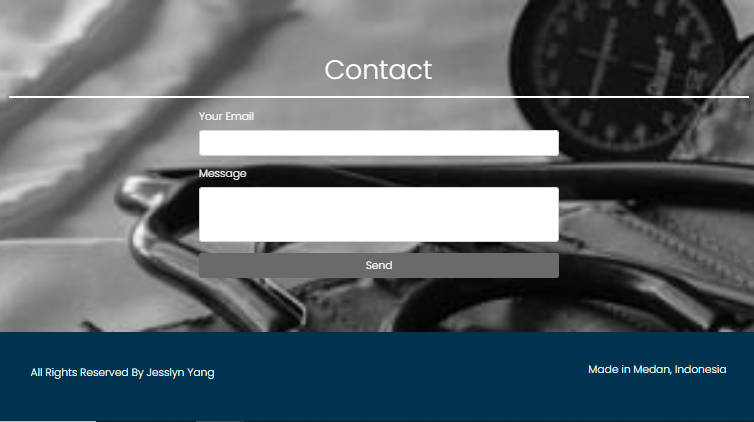 Contact
Your Email
Message
Send
All Rights Reserved By Jesslyn Yang
Made in Medan, Indonesia